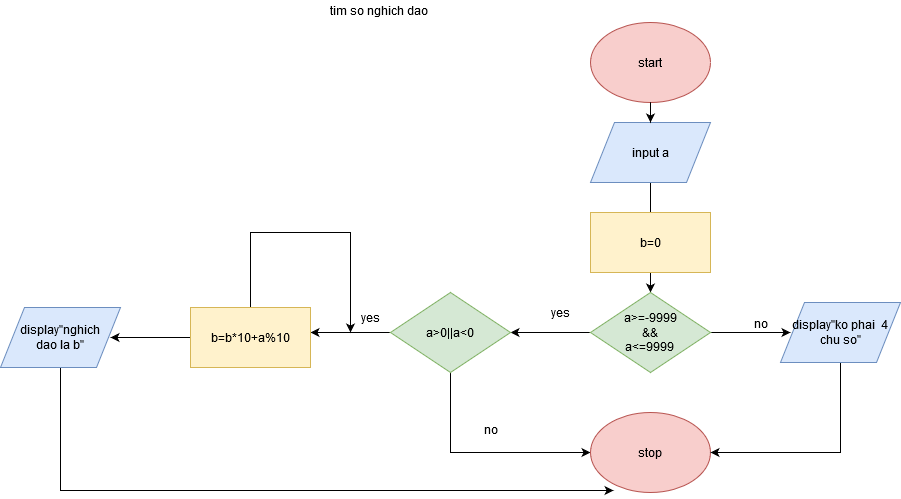 tim so nghich dao
start
input a
b=0
a>=-9999
&&
a<=9999
yes
no
display"ko phai  4
chu so"
a>0||a<0
yes
no
b=b*10+a%10
display"nghich
dao la b"
stop